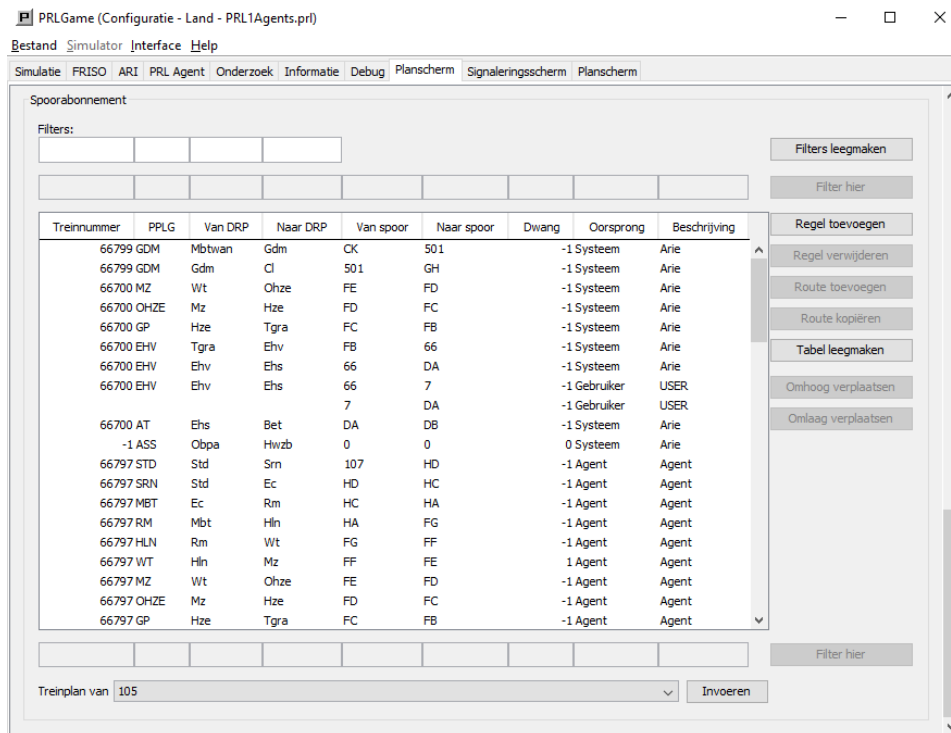 PRLGame (Configuratie - Land - PRL1Agents.prl)
Bestand Simulator Interface Help
Simulatie FRISO ARI PRL Agent Onderzoek Informatie Debug Planscherm Signaleringsscherm Planscherm
Spoorabonnement
Filters:
Filters leegmaken
Filter hier
Treinnummer PPLG Van DRP Naar DRP Van spoor Naar spoor Dwang Oorsprong Beschrijving
66799 GDM Mbtwan Gdm CK 501 -1 Systeem Arie
66799 GDM Gdm Cl 501 GH -1 Systeem Arie
66700 MZ Wt Ohze FE FD -1 Systeem Arie
66700 OHZE Mz Hze FD FC -1 Systeem Arie
66700 GP Hze Tgra FC FB -1 Systeem Arie
66700 EHV Tgra Ehv FB 66 -1 Systeem Arie
66700 EHV Ehv Ehs 66 DA -1 Systeem Arie
66700 EHV Ehv Ehs 66 7 -1 Gebruiker USER
7 DA -1 Gebruiker USER
66700 AT Ehs Bet DA DB -1 Systeem Arie
-1 ASS Obpa Hwzb 0 0 0 Systeem Arie
66797 STD Std Srn 107 HD -1 Agent Agent
66797 SRN Std Ec HD HC -1 Agent Agent
66797 MBT Ec Rm HC HA -1 Agent Agent
66797 RM Mbt Hln HA FG -1 Agent Agent
66797 HLN Rm Wt FG FF -1 Agent Agent
66797 WT Hln Mz FF FE 1 Agent Agent
66797 MZ Wt Ohze FE FD -1 Agent Agent
66797 OHZE Mz Hze FD FC -1 Agent Agent
66797 GP Hze Tgra FC FB -1 Agent Agent
Regel toevoegen
Regel verwijderen
Route toevoegen
Route kopiëren
Tabel leegmaken
Omhoog verplaatsen
Omlaag verplaatsen
Filter hier
Treinplan van 105 Invoeren